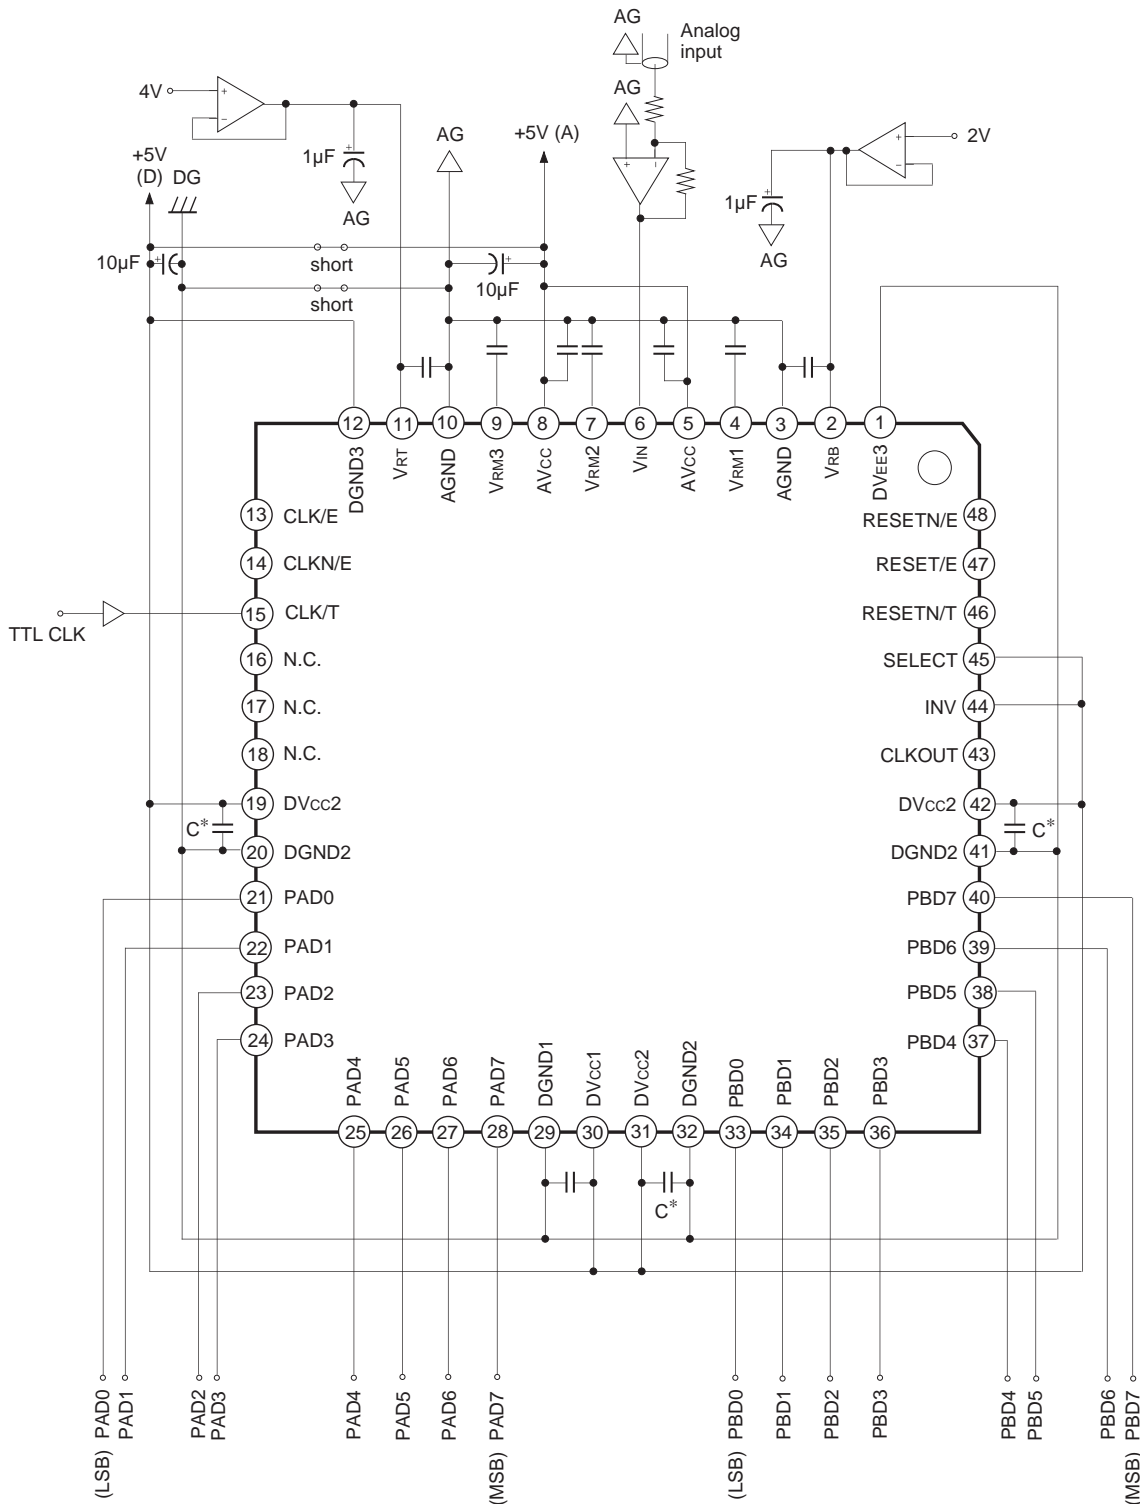 AG
Analog
input
4V
AG
+5V
(D)
DG
1µF
AG
AG
+5V (A)
2V
1µF
AG
10µF
short
10µF
short
+
−
+
−
+
−
+
+
+
+
12
11
10
9
8
7
6
5
4
3
2
1
DGND3
VRT
AGND
VRM3
AVCC
VRM2
VIN
AVCC
VRM1
AGND
VRB
DVEE3
13 CLK/E
RESETN/E 48
14 CLKN/E
RESET/E 47
TTL CLK
15 CLK/T
RESETN/T 46
16 N.C.
SELECT 45
17 N.C.
INV 44
18 N.C.
CLKOUT 43
19 DVCC2
DVCC2 42
C*
C*
20 DGND2
DGND2 41
21 PAD0
PBD7 40
22 PAD1
PBD6 39
23 PAD2
PBD5 38
24 PAD3
PBD4 37
PAD4
PAD5
PAD6
PAD7
DGND1
DVCC1
DVCC2
DGND2
PBD0
PBD1
PBD2
PBD3
25
26
27
28
29
30
31
32
33
34
35
36
C*
(LSB) PAD0
PAD1
PAD2
PAD3
PAD4
PAD5
PAD6
(MSB) PAD7
(LSB) PBD0
PBD1
PBD2
PBD3
PBD4
PBD5
PBD6
(MSB) PBD7